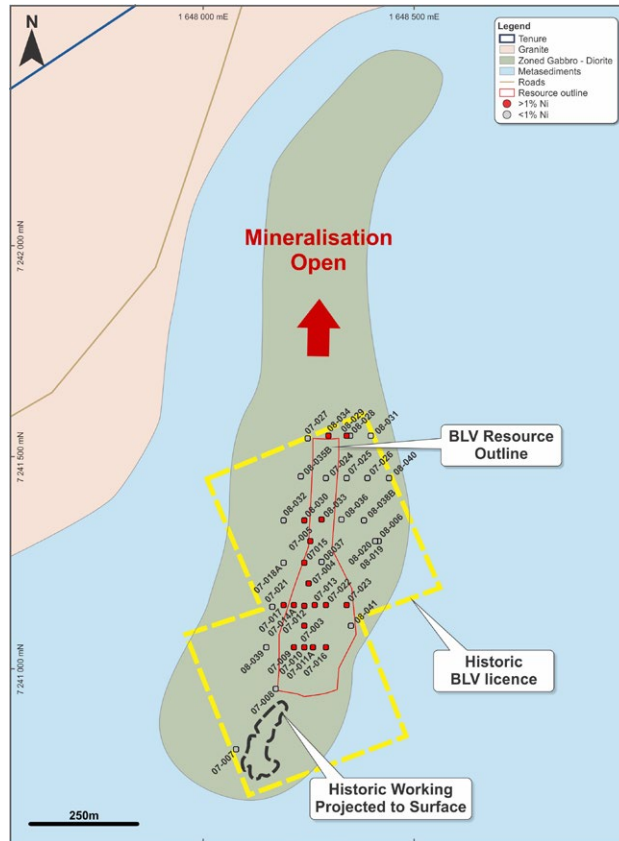 1 648 000 mE
1 648 500 mE
N
Legend
Tenure
Granite
Zoned Gabbro - Diorite
Metasediments
Roads
Resource outline
>1% Ni
<1% Ni
7 242 000 mN
Mineralisation
Open
07-027
08-034
08-029
08-028
08-031
BLV Resource
Outline
7 241 500 mN
08-035B
07-024
07-025
07-026
08-040
08-032
08-030
08-033
08-036
08-038B
08-006
07-005
08-020
08-019
07-018A
07015
08-037
07-004
07-021
07-013
07-022
07-023
07-017
07-014A
07-012
08-041
07-003
Historic
BLV licence
08-039
07-009
07-010
07-011A
07-016
7 241 000 mN
07-008
07-007
Historic Working
Projected to Surface
250m